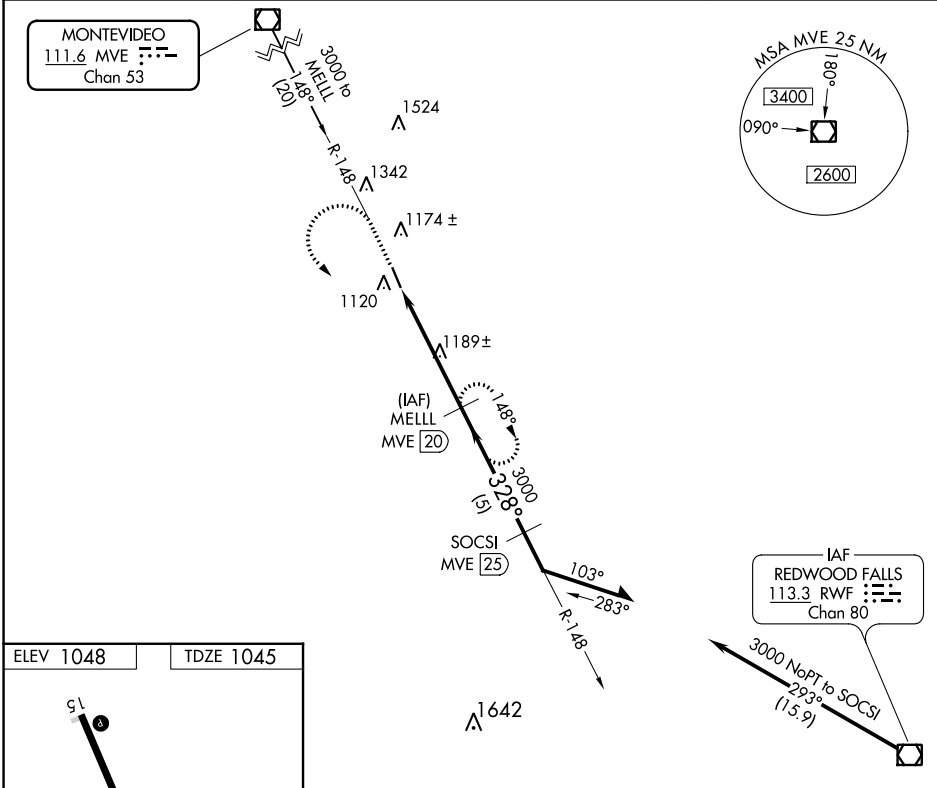 MONTEVIDEO
111.6 MVE
Chan 53
3000 to
MELLL
148°
(20)
R-148
1524
1342
1174 ±
1120
1189±
MSA MVE 25 NM
180°
3400
090°
2600
(IAF)
MELLL
MVE 20
148°
3000
328°
(5)
SOCSI
MVE 25
103°
283°
R-148
IAF
REDWOOD FALLS
113.3 RWF
Chan 80
3000 NoPT to SOCSI
293°
(15.9)
1642
ELEV 1048
TDZE 1045
15
P